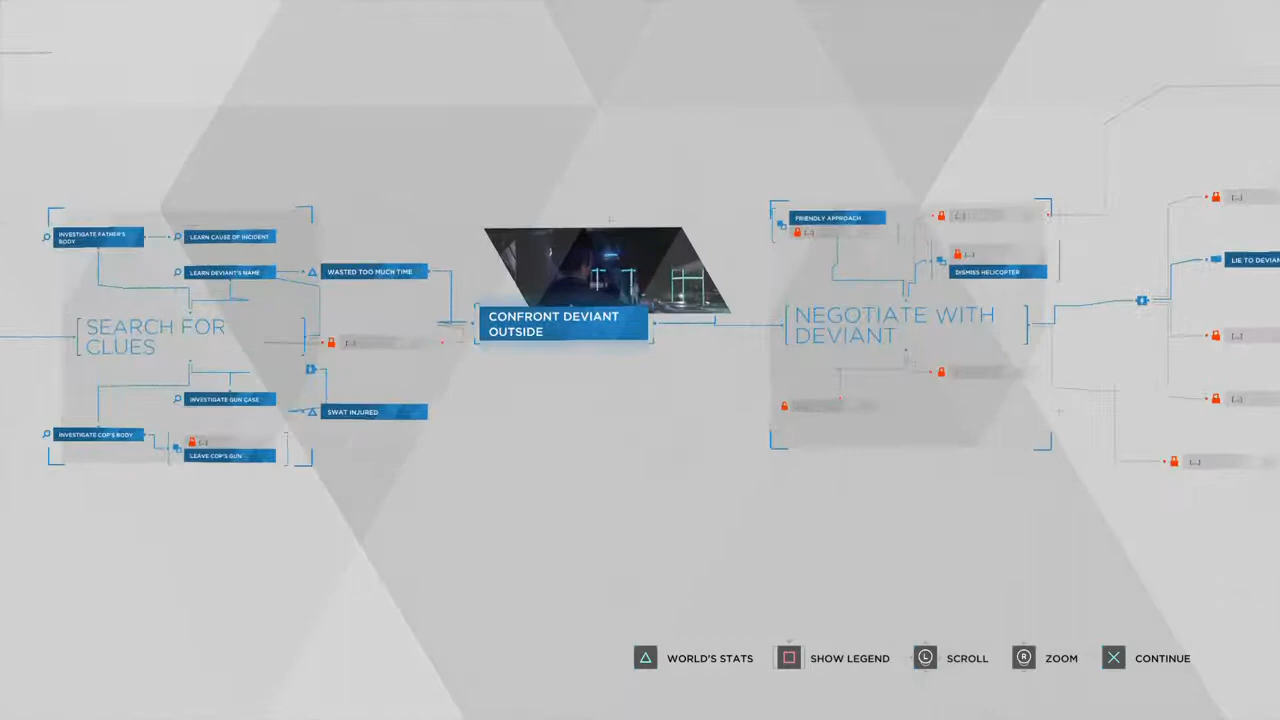 INVESTIGATE FATHER'S
BODY
LEARN CAUSE OF INCIDENT
LEARN DEVIANT'S NAME
WASTED TOO MUCH TIME
SEARCH FOR
CLUES
[...]
INVESTIGATE GUN CASE
SWAT INJURED
INVESTIGATE COP'S BODY
[...]
LEAVE COP'S GUN
CONFRONT DEVIANT
OUTSIDE
FRIENDLY APPROACH
[...]
[...]
[...]
DISMISS HELICOPTER
NEGOTIATE WITH
DEVIANT
[...]
LIE TO DEVIAN
[...]
[...]
[...]
WORLD'S STATS
SHOW LEGEND
L
SCROLL
R
ZOOM
CONTINUE